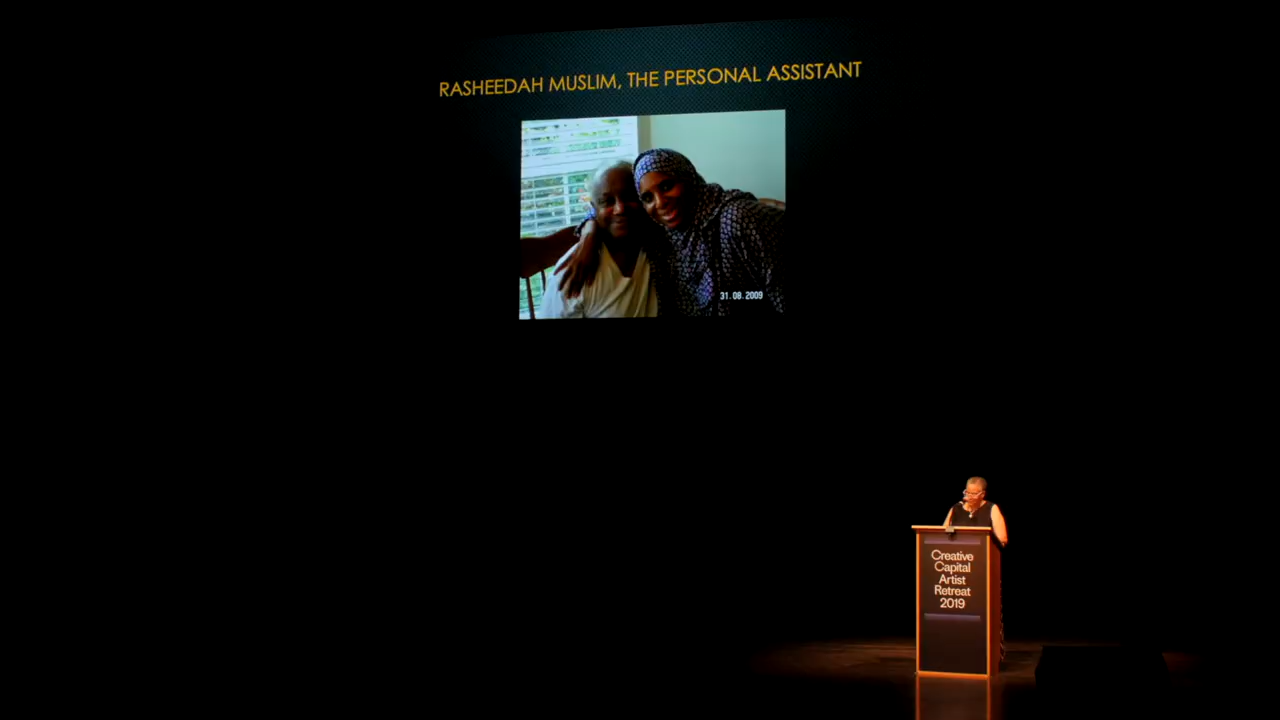 RASHEEDAH MUSLIM, THE PERSONAL ASSISTANT
31.08.2009
Creative
Capital
Artist
Retreat
2019